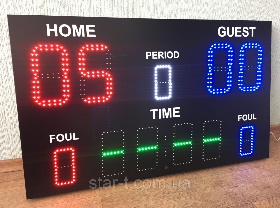 HOME
GUEST
05
PERIOD
0
00
TIME
FOUL
FOUL
0
- - - -
0
star-t.com.ua